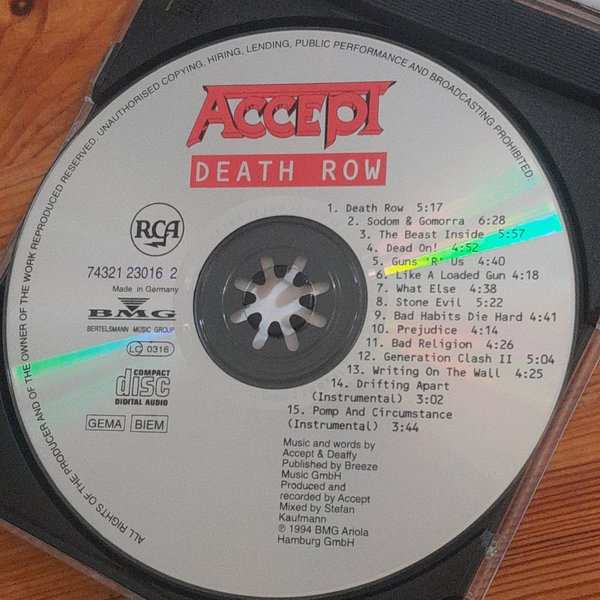 UNAUTHORISED COPYING, HIRING, LENDING, PUBLIC PERFORMANCE AND BROADCASTING PROHIBITED.
ALL RIGHTS OF THE PRODUCER AND OF THE OWNER OF THE WORK REPRODUCED RESERVED.
ACCEPT
DEATH ROW
RCA
74321 23016 2
Made in Germany
BMG
BERTELSMANN MUSIC GROUP
LC 0316
COMPACT
disc
DIGITAL AUDIO
GEMA BIEM
1. Death Row 5:17
2. Sodom & Gomorra 6:28
3. The Beast Inside 5:57
4. Dead On! 4:52
5. Guns 'R' Us 4:40
6. Like A Loaded Gun 4:18
7. What Else 4:38
8. Stone Evil 5:22
9. Bad Habits Die Hard 4:41
10. Prejudice 4:14
11. Bad Religion 4:26
12. Generation Clash II 5:04
13. Writing On The Wall 4:25
14. Drifting Apart
(Instrumental) 3:02
15. Pomp And Circumstance
(Instrumental) 3:44
Music and words by
Accept & Deaffy
Published by Breeze
Music GmbH
Produced and
recorded by Accept
Mixed by Stefan
Kaufmann
℗ 1994 BMG Ariola
Hamburg GmbH